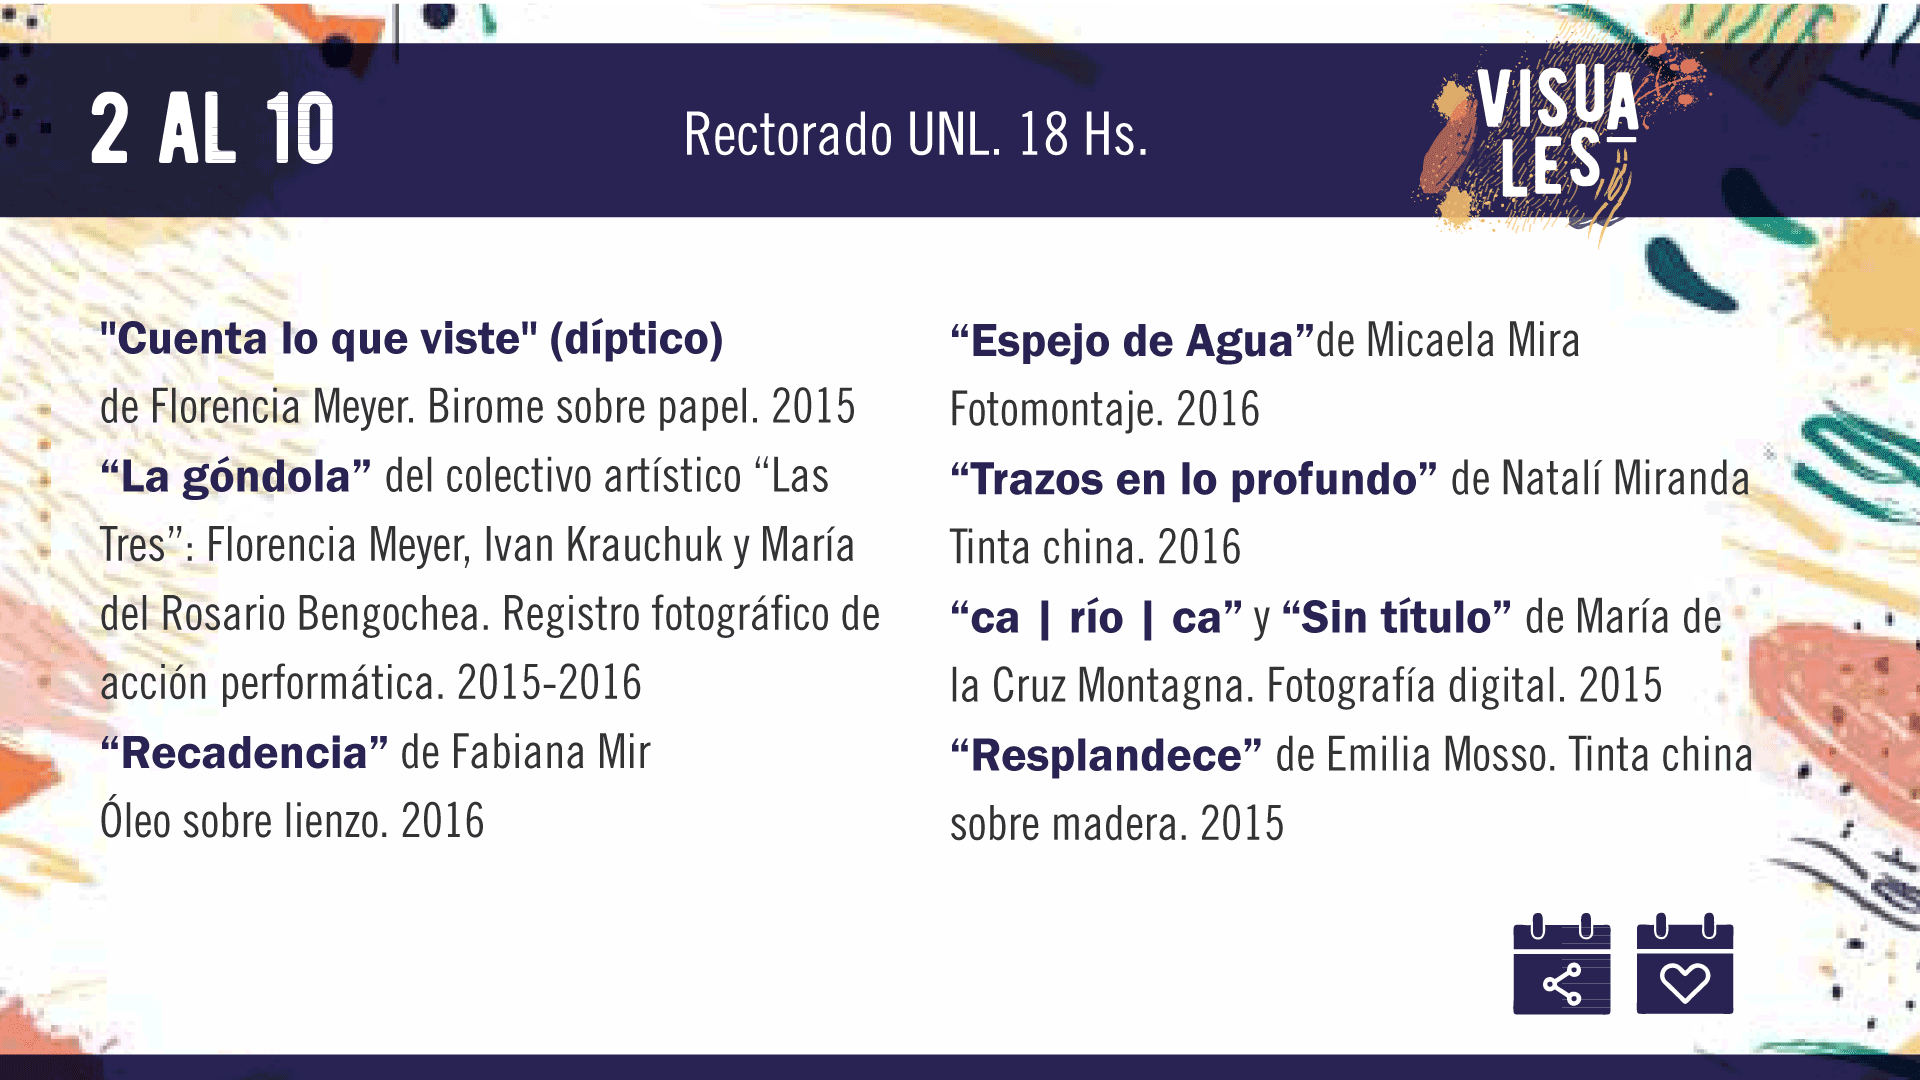 2 AL 10
Rectorado UNL. 18 Hs.
VISUA
LES_
"Cuenta lo que viste" (díptico)
de Florencia Meyer. Birome sobre papel. 2015
“La góndola” del colectivo artístico “Las
Tres”: Florencia Meyer, Ivan Krauchuk y María
del Rosario Bengochea. Registro fotográfico de
acción performática. 2015-2016
“Recadencia” de Fabiana Mir
Óleo sobre lienzo. 2016
“Espejo de Agua”de Micaela Mira
Fotomontaje. 2016
“Trazos en lo profundo” de Natalí Miranda
Tinta china. 2016
“ca | río | ca” y “Sin título” de María de
la Cruz Montagna. Fotografía digital. 2015
“Resplandece” de Emilia Mosso. Tinta china
sobre madera. 2015